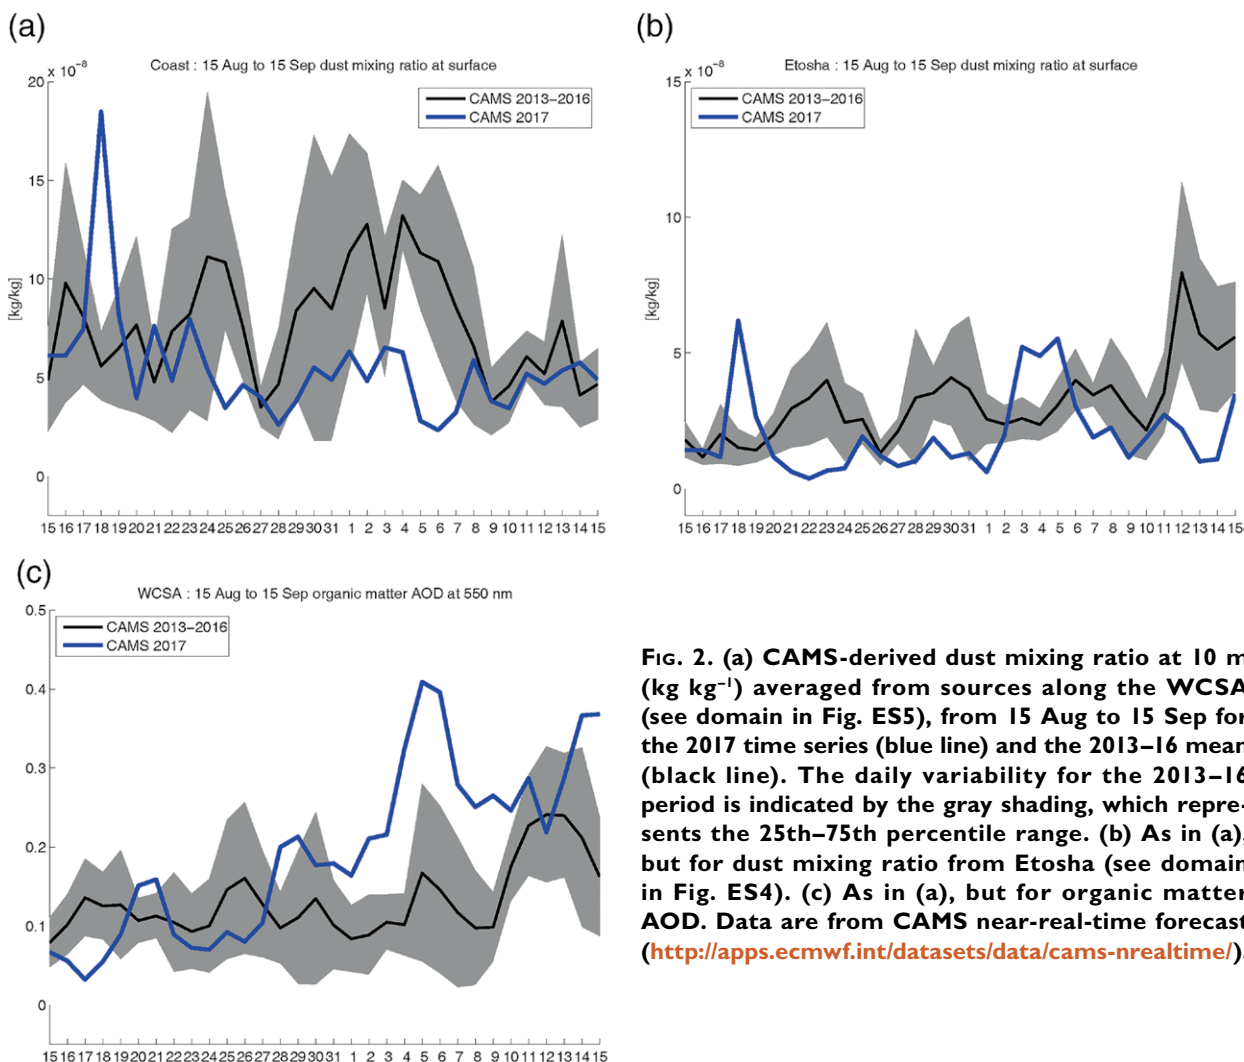 (a)
Coast : 15 Aug to 15 Sep dust mixing ratio at surface
x 10⁻⁸
20
15
10
5
0
[kg/kg]
CAMS 2013−2016
CAMS 2017
15 16 17 18 19 20 21 22 23 24 25 26 27 28 29 30 31 1 2 3 4 5 6 7 8 9 10 11 12 13 14 15
(b)
Etosha : 15 Aug to 15 Sep dust mixing ratio at surface
x 10⁻⁸
15
10
5
0
[kg/kg]
CAMS 2013−2016
CAMS 2017
15 16 17 18 19 20 21 22 23 24 25 26 27 28 29 30 31 1 2 3 4 5 6 7 8 9 10 11 12 13 14 15
(c)
WCSA : 15 Aug to 15 Sep organic matter AOD at 550 nm
0.5
0.4
0.3
0.2
0.1
0
CAMS 2013−2016
CAMS 2017
15 16 17 18 19 20 21 22 23 24 25 26 27 28 29 30 31 1 2 3 4 5 6 7 8 9 10 11 12 13 14 15
Fig. 2. (a) CAMS-derived dust mixing ratio at 10 m
(kg kg⁻¹) averaged from sources along the WCSA
(see domain in Fig. ES5), from 15 Aug to 15 Sep for
the 2017 time series (blue line) and the 2013–16 mean
(black line). The daily variability for the 2013–16
period is indicated by the gray shading, which repre-
sents the 25th–75th percentile range. (b) As in (a),
but for dust mixing ratio from Etosha (see domain
in Fig. ES4). (c) As in (a), but for organic matter
AOD. Data are from CAMS near-real-time forecast
(http://apps.ecmwf.int/datasets/data/cams-nrealtime/).